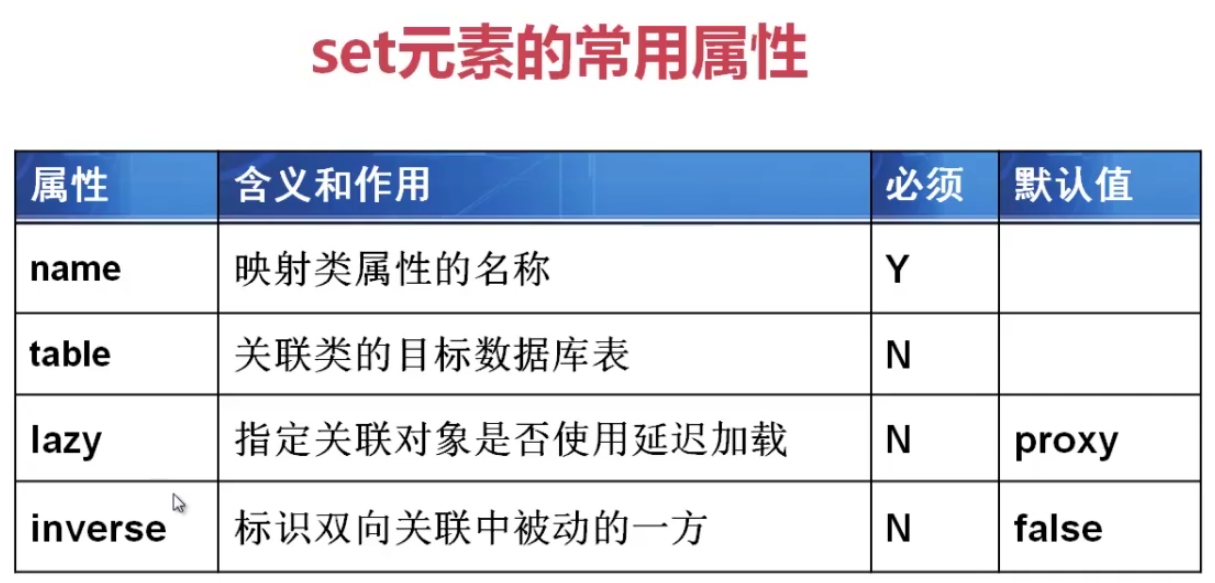 set元素的常用属性
属性 含义和作用 必须 默认值
name 映射类属性的名称 Y
table 关联类的目标数据库表 N
lazy 指定关联对象是否使用延迟加载 N proxy
inverse 标识双向关联中被动的一方 N false